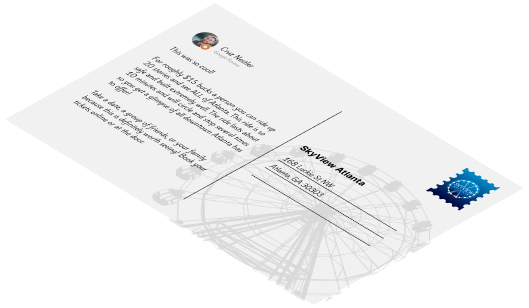 Cruz Nestler
This was so cool!
For roughly $15 bucks a person you can ride up
20 stories and see ALL of Atlanta. This ride is so
safe and built extremely well. The ride lasts about
10 minutes and will circle and stop several times
so you get a glimpse of all downtown Atlanta has
to offer!
Take a date, a group of friends, or your family
because this is definitely worth seeing! Book your
tickets online or at the door.
SkyView Atlanta
168 Luckie St NW
Atlanta, GA 30303